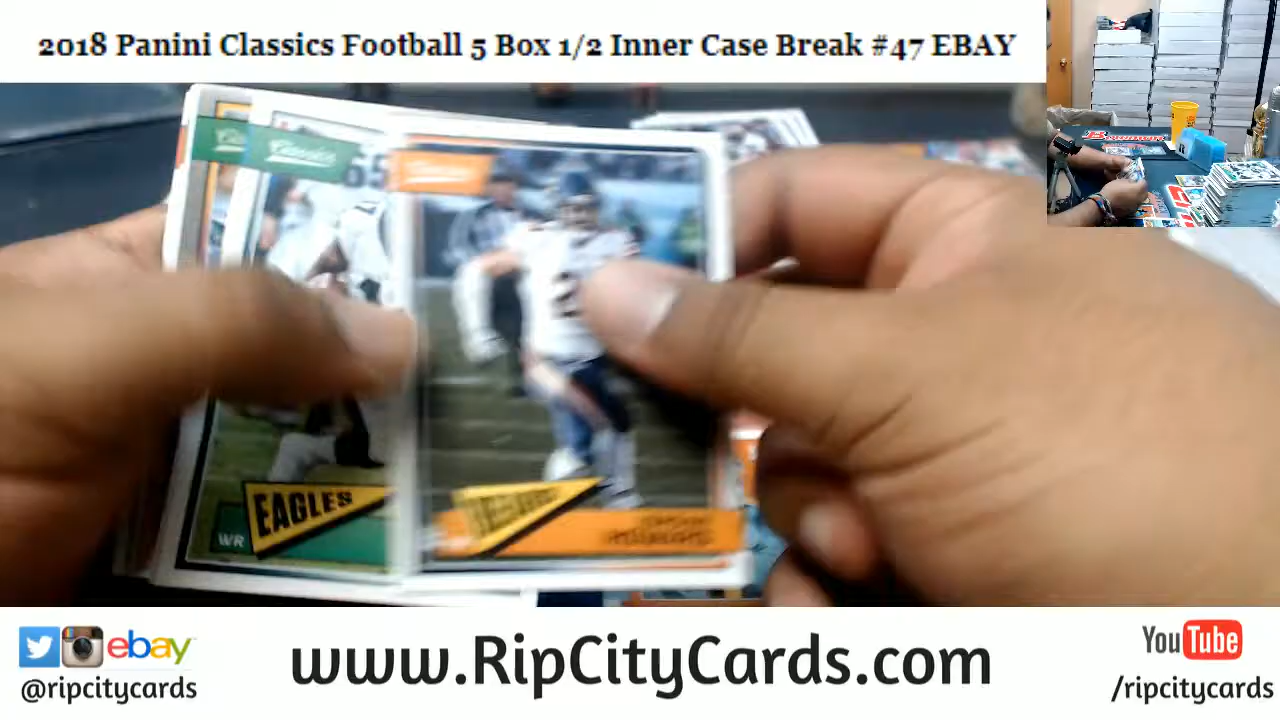 2018 Panini Classics Football 5 Box 1/2 Inner Case Break #47 EBAY
Classics
EAGLES
WR
ebay
@ripcitycards
www.RipCityCards.com
YouTube
/ripcitycards